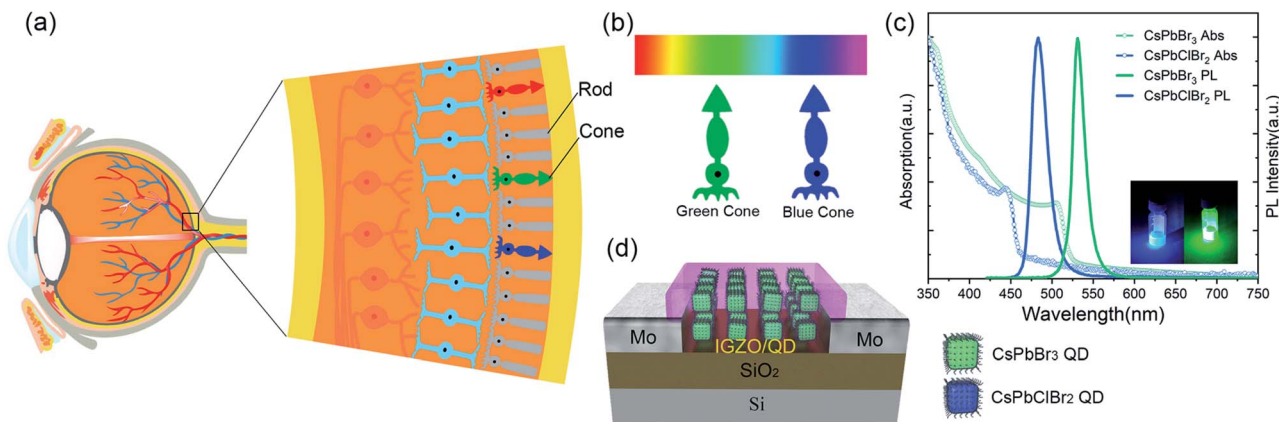 (a)
Rod
Cone
(b)
Green Cone
Blue Cone
(c)
Absorption(a.u.)
CsPbBr₃ Abs
CsPbClBr₂ Abs
CsPbBr₃ PL
CsPbClBr₂ PL
PL Intensity(a.u.)
350 400 450 500 550 600 650 700 750
Wavelength(nm)
(d)
Mo
IGZO/QD
Mo
SiO₂
Si
CsPbBr₃ QD
CsPbClBr₂ QD